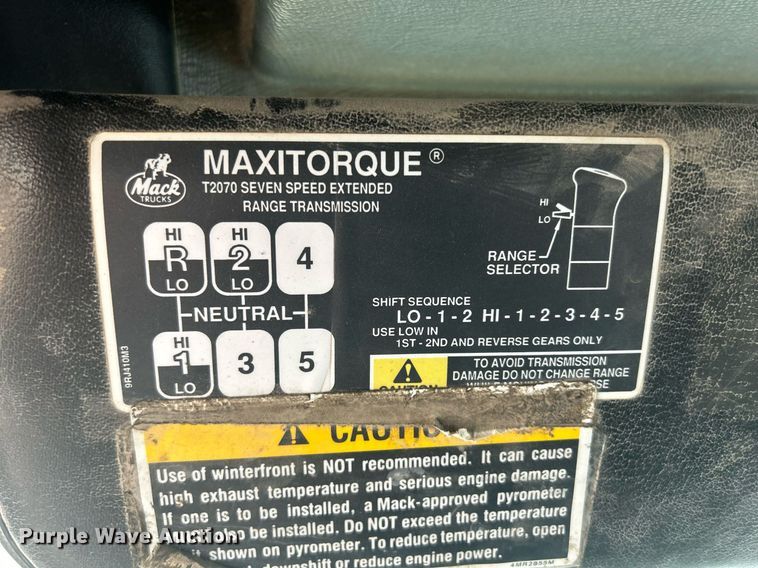 Mack
TRUCKS
MAXITORQUE ®
T2070 SEVEN SPEED EXTENDED
RANGE TRANSMISSION
HI HI
R 2 4
LO LO
NEUTRAL
HI
1 3 5
LO
HI
LO
RANGE
SELECTOR
SHIFT SEQUENCE
LO - 1 - 2 HI - 1 - 2 - 3 - 4 - 5
USE LOW IN
1ST - 2ND AND REVERSE GEARS ONLY
9RJ410M3
CAUTION
TO AVOID TRANSMISSION
DAMAGE DO NOT CHANGE RANGE
CAUTION
Use of winterfront is NOT recommended. It can cause
high exhaust temperature and serious engine damage.
If one is to be installed, a Mack-approved pyrometer
also be installed. Do NOT exceed the temperature
shown on pyrometer. To reduce temperature, open
downshift or reduce engine power.
4MR2855M
Purple Wave Auction